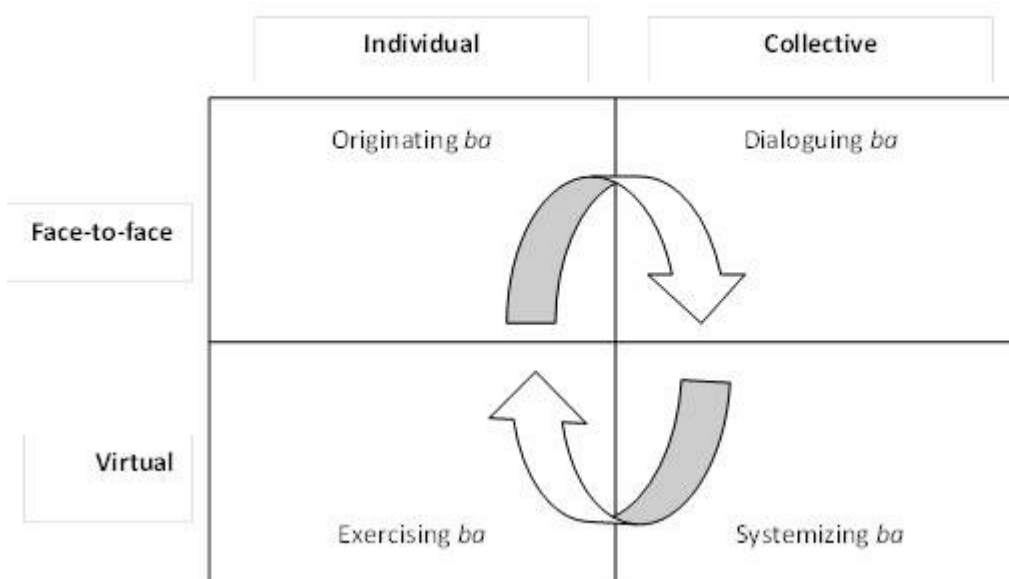 Individual
Collective
Originating ba
Dialoguing ba
Face-to-face
Virtual
Exercising ba
Systemizing ba